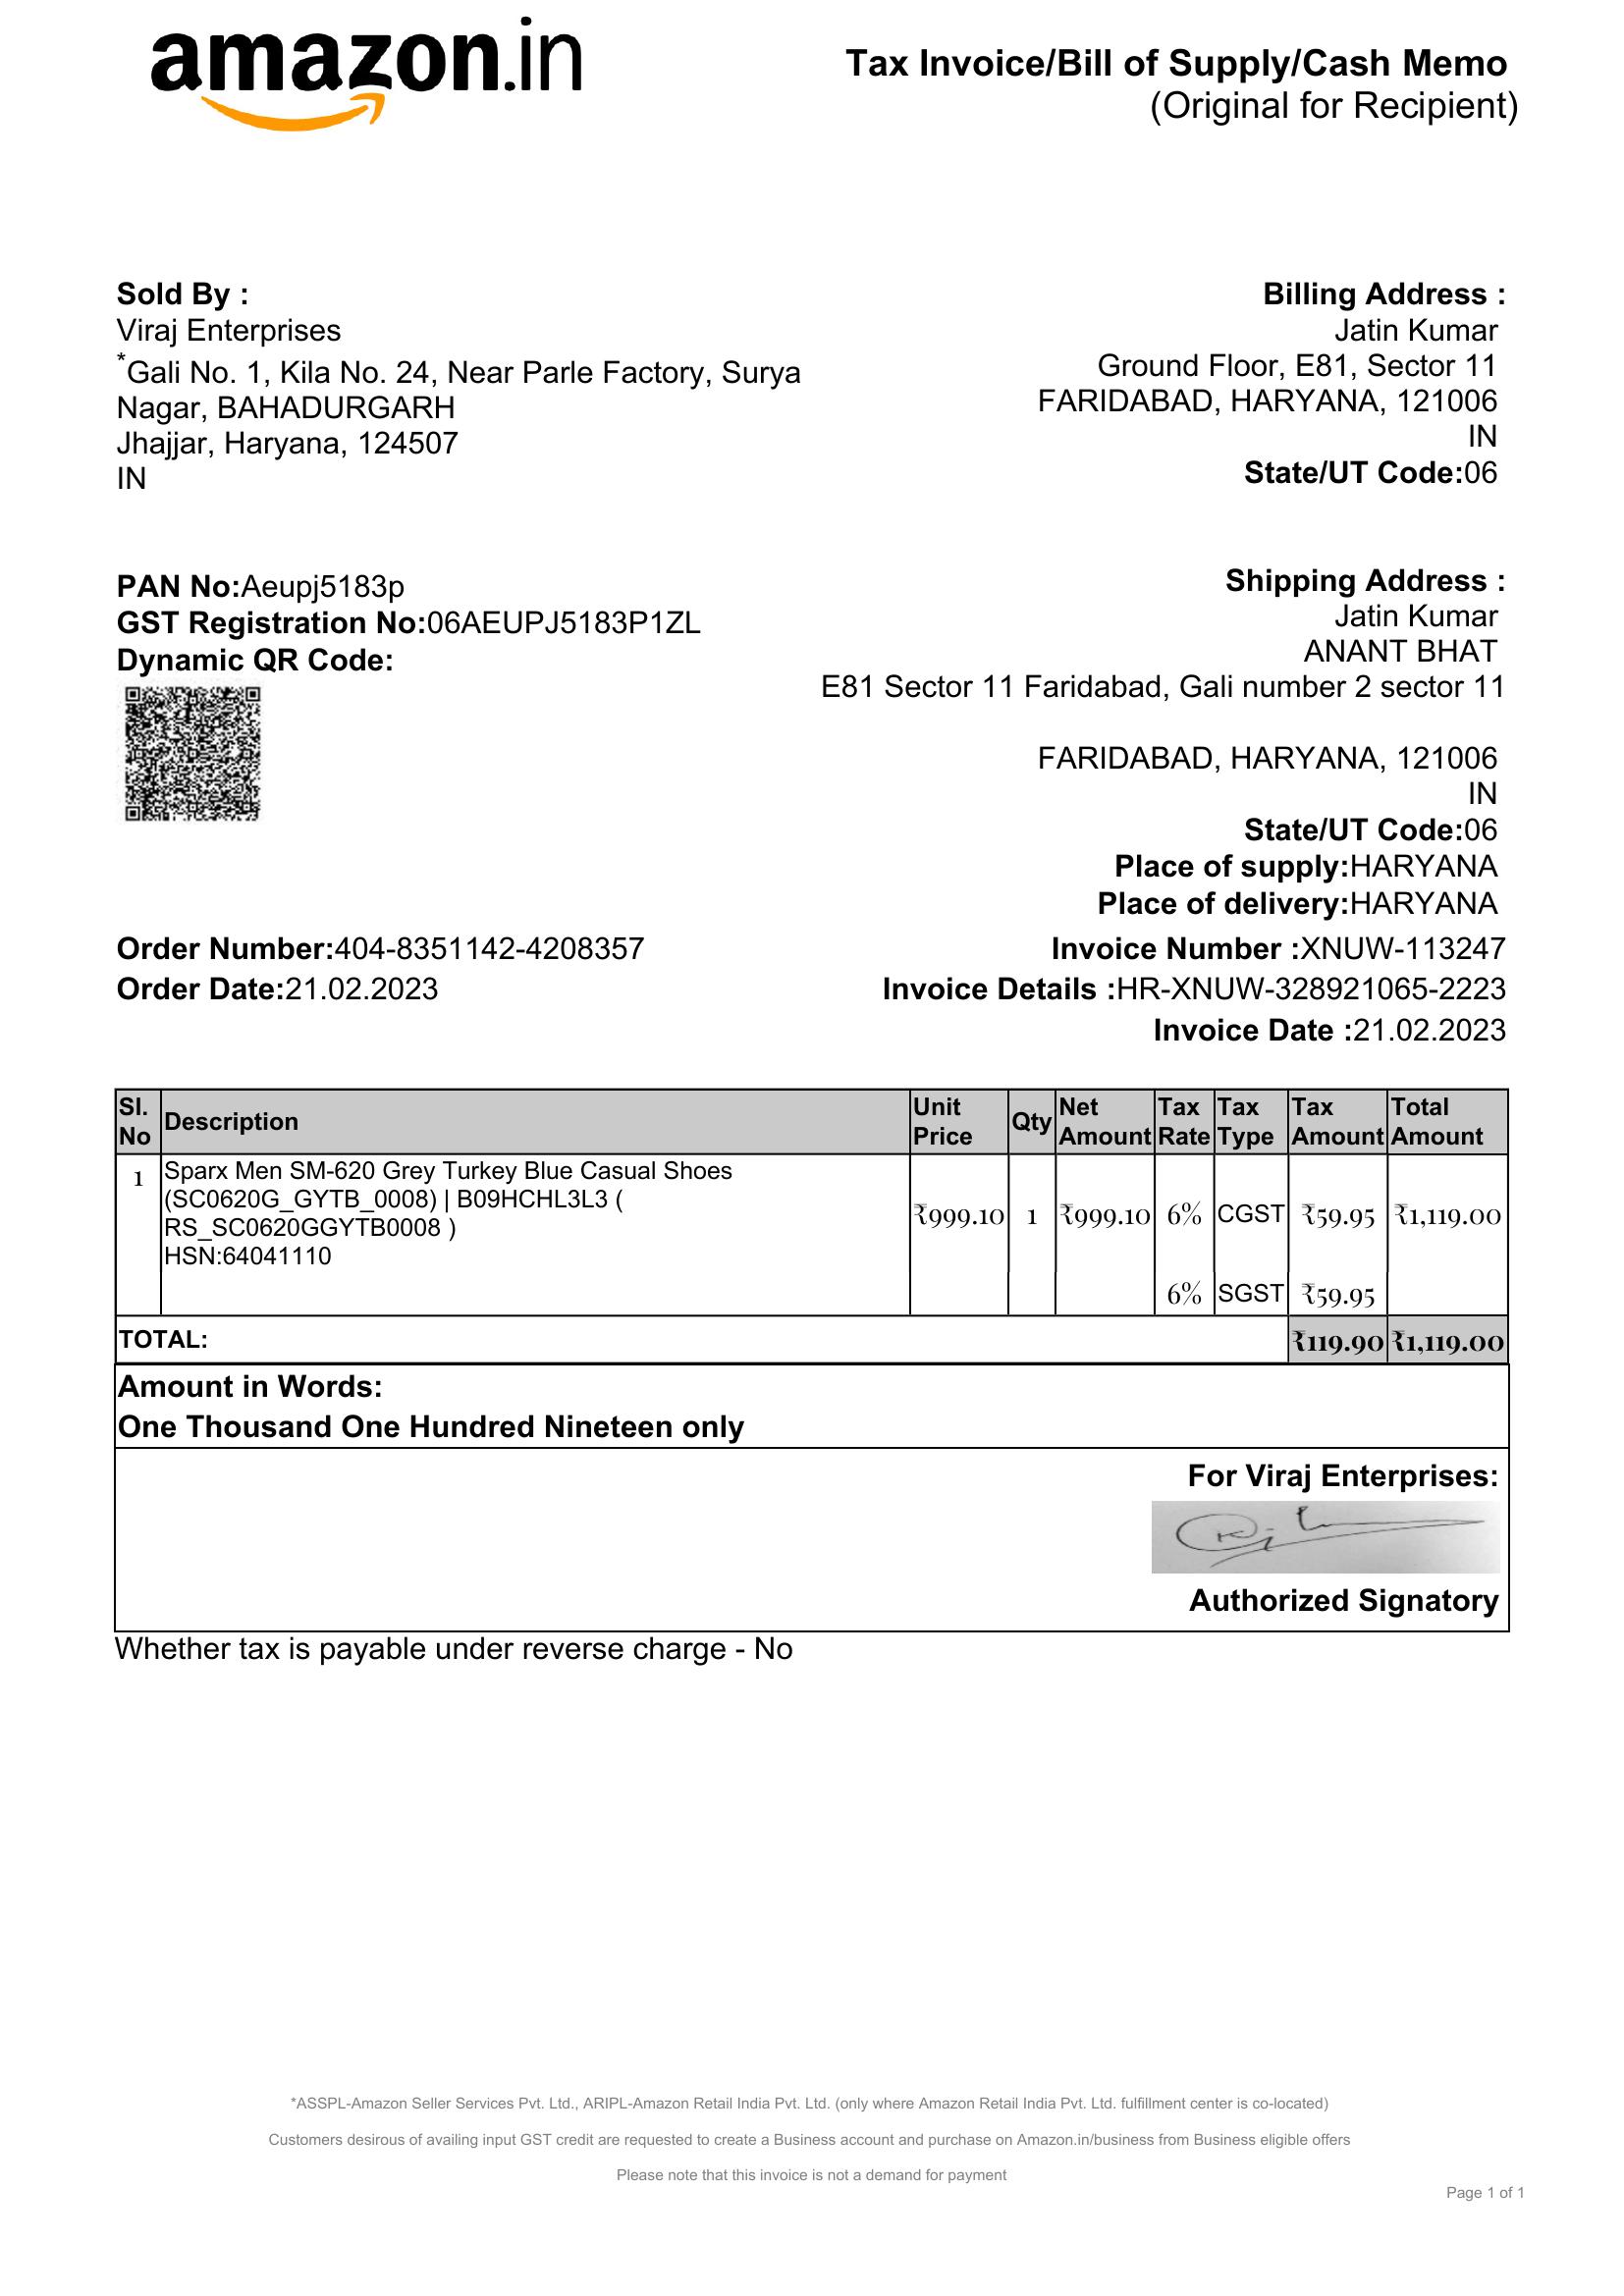 amazon.in
Tax Invoice/Bill of Supply/Cash Memo
(Original for Recipient)
Sold By :
Viraj Enterprises
*Gali No. 1, Kila No. 24, Near Parle Factory, Surya
Nagar, BAHADURGARH
Jhajjar, Haryana, 124507
IN
Billing Address :
Jatin Kumar
Ground Floor, E81, Sector 11
FARIDABAD, HARYANA, 121006
IN
State/UT Code:06
PAN No:Aeupj5183p
GST Registration No:06AEUPJ5183P1ZL
Dynamic QR Code:
Shipping Address :
Jatin Kumar
ANANT BHAT
E81 Sector 11 Faridabad, Gali number 2 sector 11
FARIDABAD, HARYANA, 121006
IN
State/UT Code:06
Place of supply:HARYANA
Place of delivery:HARYANA
Order Number:404-8351142-4208357
Order Date:21.02.2023
Invoice Number :XNUW-113247
Invoice Details :HR-XNUW-328921065-2223
Invoice Date :21.02.2023
Sl. No Description Unit Price Qty Net Amount Tax Rate Tax Type Tax Amount Total Amount
1 Sparx Men SM-620 Grey Turkey Blue Casual Shoes
(SC0620G_GYTB_0008) | B09HCHL3L3 (
RS_SC0620GGYTB0008 )
HSN:64041110
₹999.10 1 ₹999.10 6% CGST ₹59.95 ₹1,119.00
6% SGST ₹59.95
TOTAL: ₹119.90 ₹1,119.00
Amount in Words:
One Thousand One Hundred Nineteen only
For Viraj Enterprises:
Authorized Signatory
Whether tax is payable under reverse charge - No
*ASSPL-Amazon Seller Services Pvt. Ltd., ARIPL-Amazon Retail India Pvt. Ltd. (only where Amazon Retail India Pvt. Ltd. fulfillment center is co-located)
Customers desirous of availing input GST credit are requested to create a Business account and purchase on Amazon.in/business from Business eligible offers
Please note that this invoice is not a demand for payment
Page 1 of 1